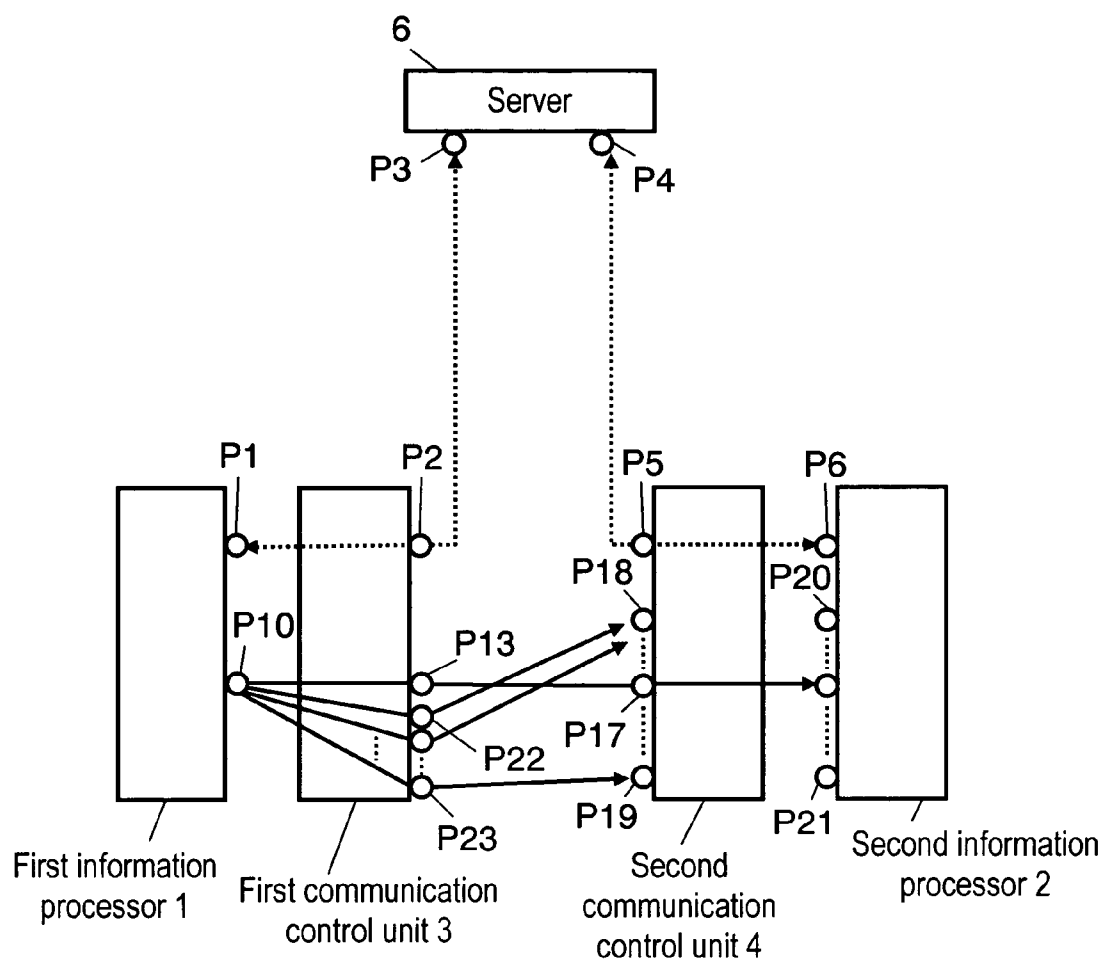 6
Server
P3
P4
P1
P2
P5
P6
P18
P20
P10
P13
P22
P17
P23
P19
P21
First information
processor 1
First communication
control unit 3
Second
communication
control unit 4
Second information
processor 2